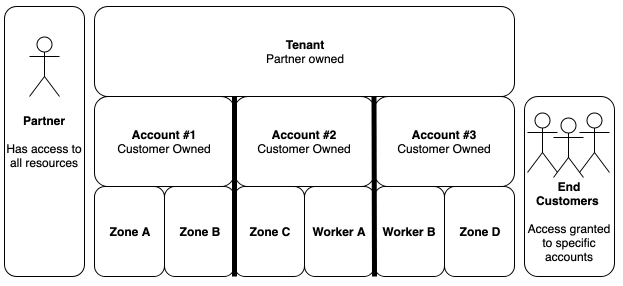 Partner
Has access to
all resources
Tenant
Partner owned
Account #1
Customer Owned
Account #2
Customer Owned
Account #3
Customer Owned
Zone A
Zone B
Zone C
Worker A
Worker B
Zone D
End
Customers
Access granted
to specific
accounts